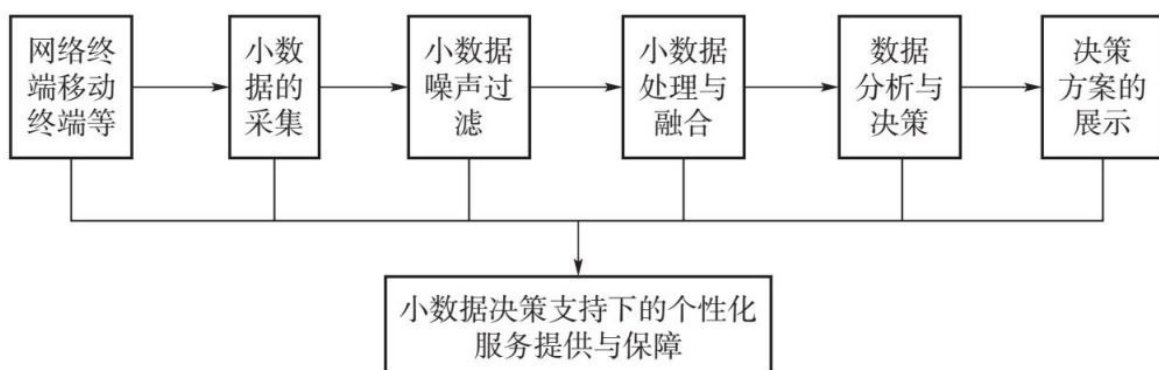 网络终
端移动
终端等
小数
据的
采集
小数据
噪声过
滤
小数据
处理与
融合
数据
分析与
决策
决策
方案的
展示
小数据决策支持下的个性化
服务提供与保障